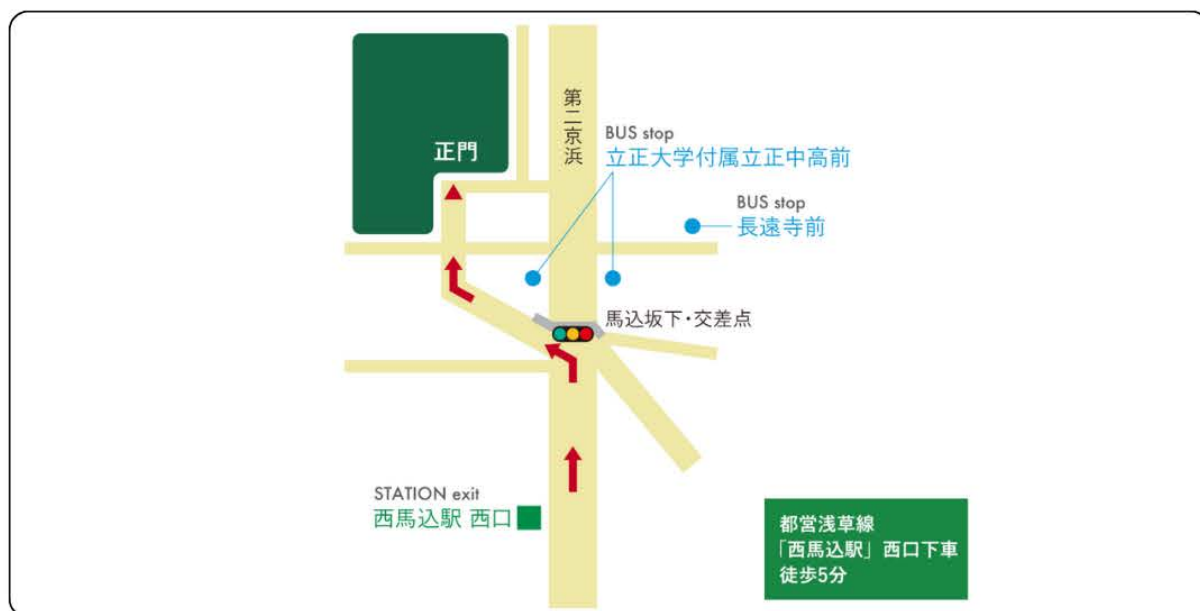 正門
第二京浜
BUS stop
立正大学付属立正中高前
BUS stop
長遠寺前
馬込坂下・交差点
STATION exit
西馬込駅 西口
都営浅草線
「西馬込駅」西口下車
徒歩5分